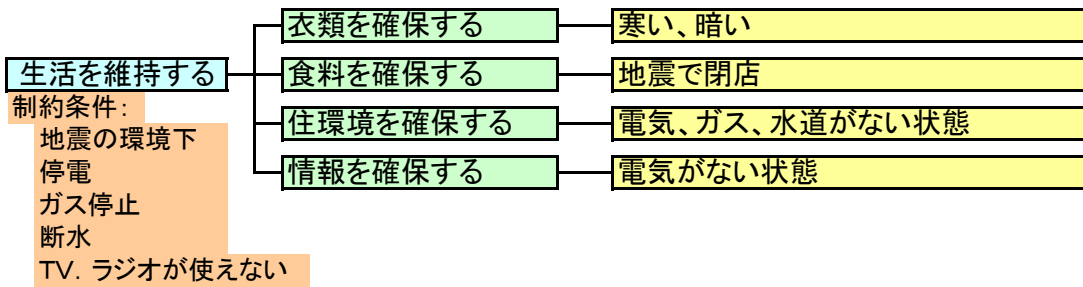 衣類を確保する
寒い、暗い
生活を維持する
食料を確保する
地震で閉店
制約条件：
地震の環境下
停電
ガス停止
断水
TV．ラジオが使えない
住環境を確保する
電気、ガス、水道がない状態
情報を確保する
電気がない状態